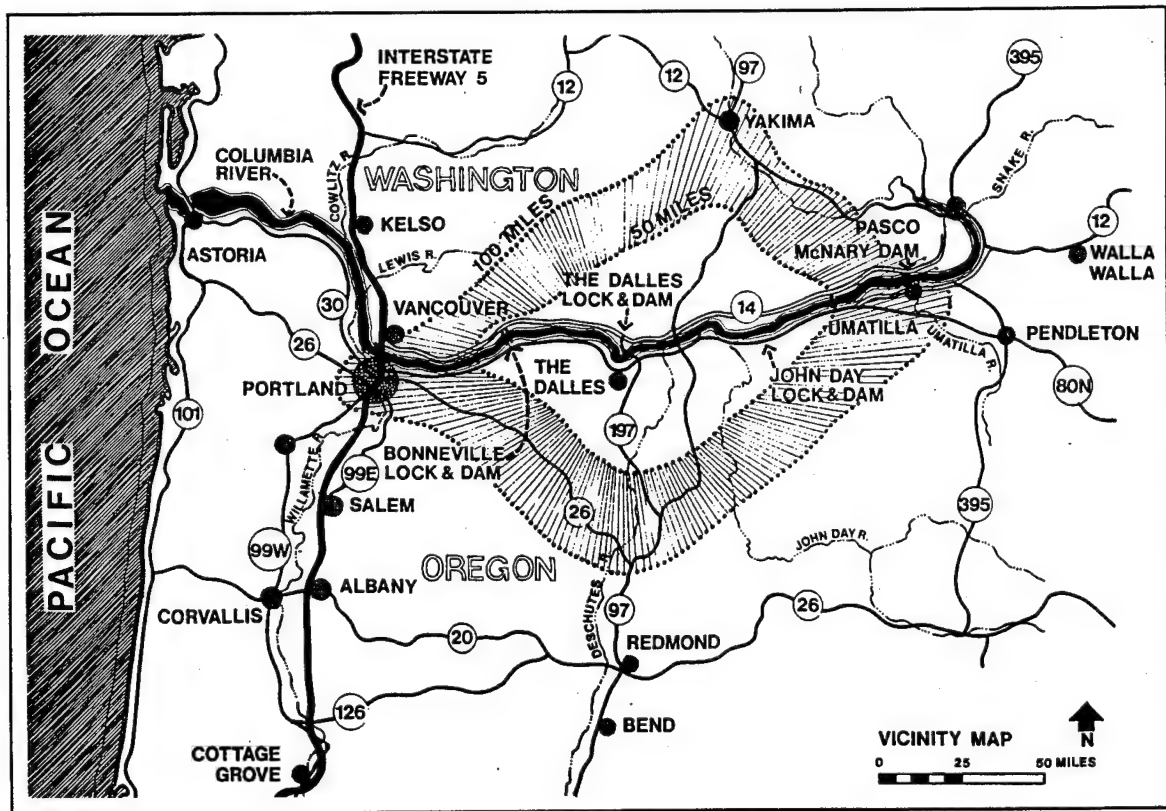 INTERSTATE
FREEWAY 5
12
12
97
395
YAKIMA
SNAKE R.
COLUMBIA
RIVER
COWLITZ R.
WASHINGTON
KELSO
100 MILES
50 MILES
PASCO
McNARY DAM
12
WALLA
WALLA
ASTORIA
LEWIS R.
THE DALLES
LOCK & DAM
30
VANCOUVER
14
UMATILLA
UMATILLA R.
PENDLETON
26
PORTLAND
THE
DALLES
JOHN DAY
LOCK & DAM
80N
101
197
BONNEVILLE
LOCK & DAM
WILLAMETTE R.
99E
SALEM
26
395
99W
OREGON
JOHN DAY R.
ALBANY
CORVALLIS
DESCHUTES R.
97
26
20
REDMOND
126
BEND
COTTAGE
GROVE
PACIFIC OCEAN
VICINITY MAP
N
0 25 50 MILES